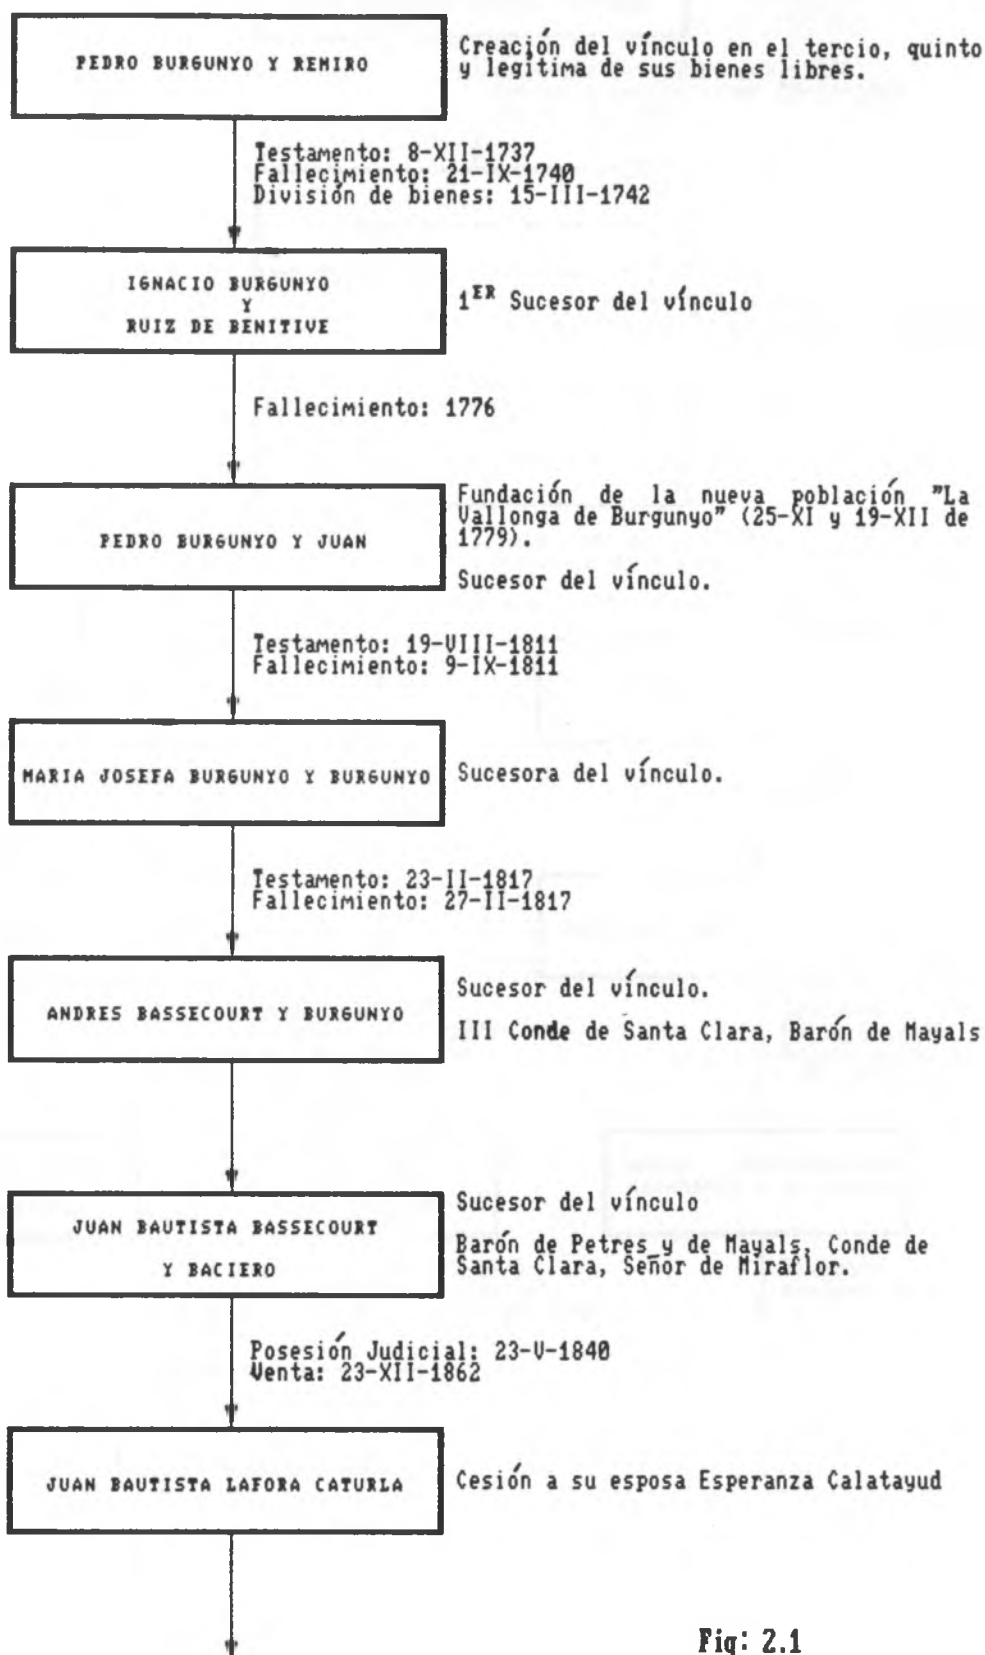 PEDRO BURGUNYO Y REMIRO
Creación del vínculo en el tercio, quinto
y legítima de sus bienes libres.
Testamento: 8-XII-1737
Fallecimiento: 21-IX-1740
División de bienes: 15-III-1742
IGNACIO BURGUNYO
Y
RUIZ DE BENITIVE
1ER Sucesor del vínculo
Fallecimiento: 1776
PEDRO BURGUNYO Y JUAN
Fundación de la nueva población "La
Vallonga de Burgunyo" (25-XI y 19-XII de
1779).
Sucesor del vínculo.
Testamento: 19-VIII-1811
Fallecimiento: 9-IX-1811
MARIA JOSEFA BURGUNYO Y BURGUNYO
Sucesora del vínculo.
Testamento: 23-II-1817
Fallecimiento: 27-II-1817
ANDRES BASSECOURT Y BURGUNYO
Sucesor del vínculo.
III Conde de Santa Clara, Barón de Mayals
JUAN BAUTISTA BASSECOURT
Y BACIERO
Sucesor del vínculo
Barón de Petres y de Mayals, Conde de
Santa Clara, Señor de Miraflor.
Posesión Judicial: 23-V-1840
Venta: 23-XII-1862
JUAN BAUTISTA LAFORA CATURLA
Cesión a su esposa Esperanza Calatayud
Fig: 2.1